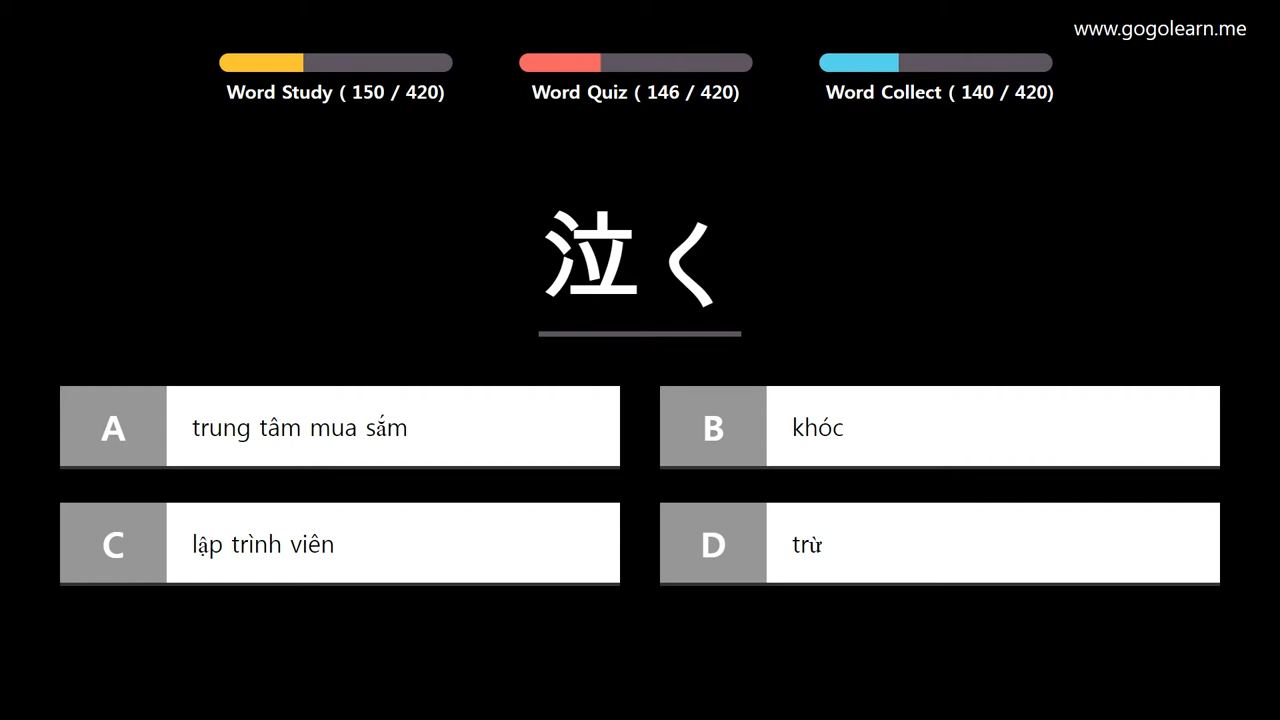 www.gogolearn.me
Word Study ( 150 / 420)
Word Quiz ( 146 / 420)
Word Collect ( 140 / 420)
泣く
A trung tâm mua sắm
B khóc
C lập trình viên
D trừ